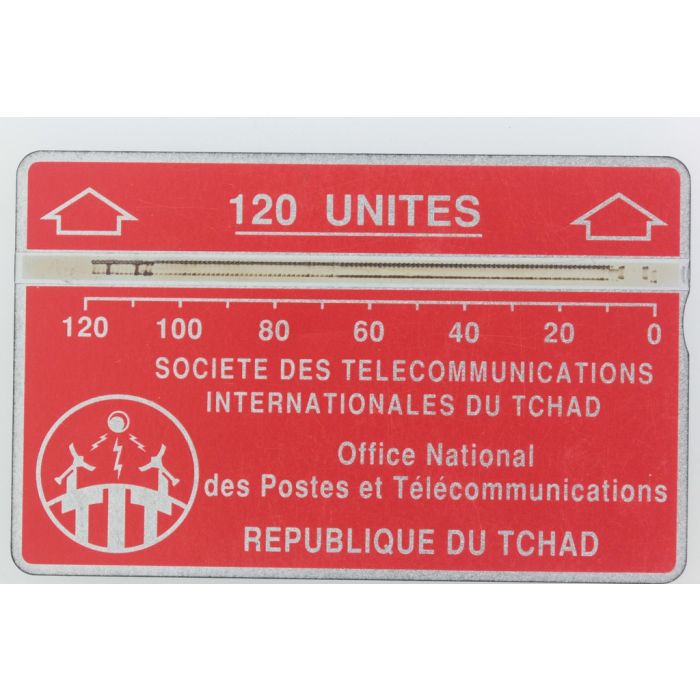 120 UNITES
120 100 80 60 40 20 0
SOCIETE DES TELECOMMUNICATIONS
INTERNATIONALES DU TCHAD
Office National
des Postes et Télécommunications
REPUBLIQUE DU TCHAD
TIT